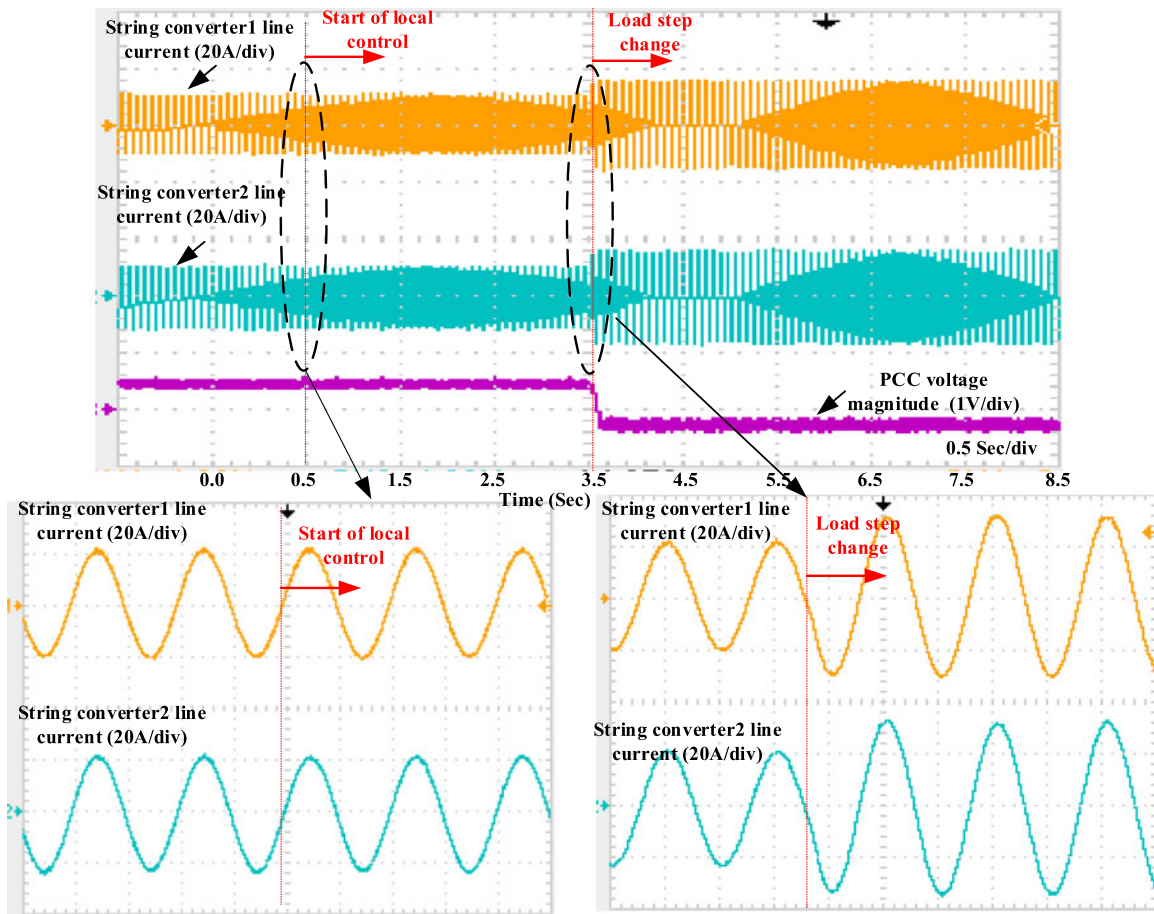 String converter1 line
current (20A/div)
Start of local
control
Load step
change
String converter2 line
current (20A/div)
PCC voltage
magnitude (1V/div)
0.5 Sec/div
0.0 0.5 1.5 2.5 3.5 4.5 5.5 6.5 7.5 8.5
Time (Sec)
String converter1 line
current (20A/div)
Start of local
control
String converter2 line
current (20A/div)
String converter1 line
current (20A/div)
Load step
change
String converter2 line
current (20A/div)